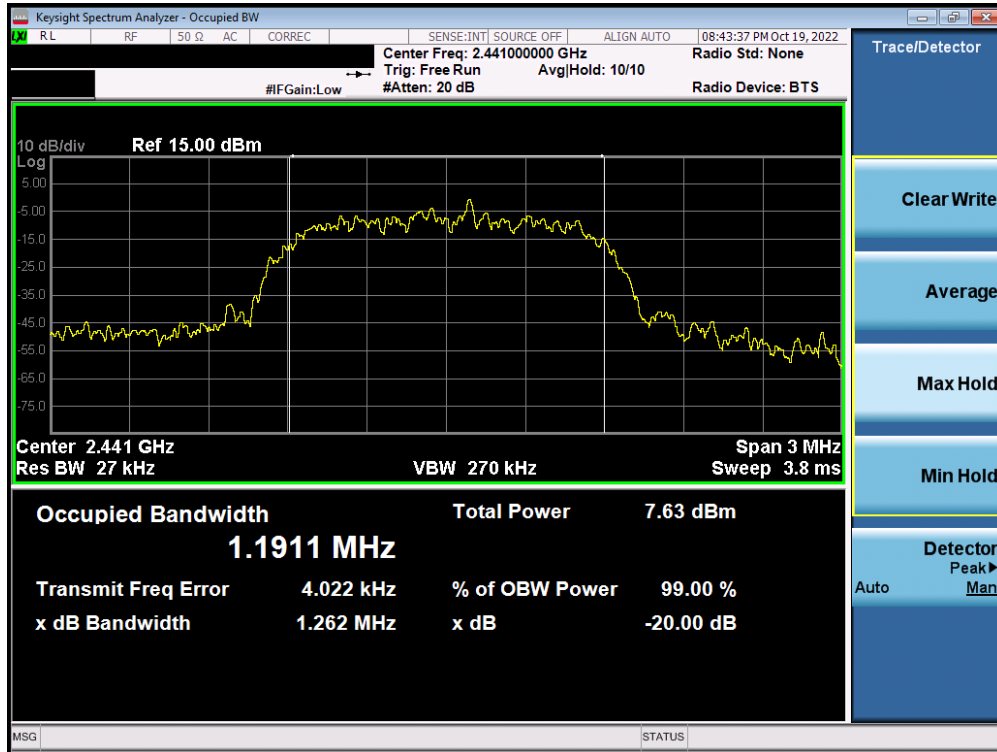 Keysight Spectrum Analyzer - Occupied BW
LXI RL RF 50 Ω AC CORREC SENSE:INT SOURCE OFF ALIGN AUTO 08:43:37 PM Oct 19, 2022
Center Freq: 2.441000000 GHz Radio Std: None
Trig: Free Run Avg|Hold: 10/10
#IFGain:Low #Atten: 20 dB Radio Device: BTS
10 dB/div Ref 15.00 dBm
Log
5.00
-5.00
-15.0
-25.0
-35.0
-45.0
-55.0
-65.0
-75.0
Center 2.441 GHz Span 3 MHz
Res BW 27 kHz VBW 270 kHz Sweep 3.8 ms
Occupied Bandwidth Total Power 7.63 dBm
1.1911 MHz
Transmit Freq Error 4.022 kHz % of OBW Power 99.00 %
x dB Bandwidth 1.262 MHz x dB -20.00 dB
MSG STATUS
Trace/Detector
Clear Write
Average
Max Hold
Min Hold
Detector
Peak▶
Auto Man